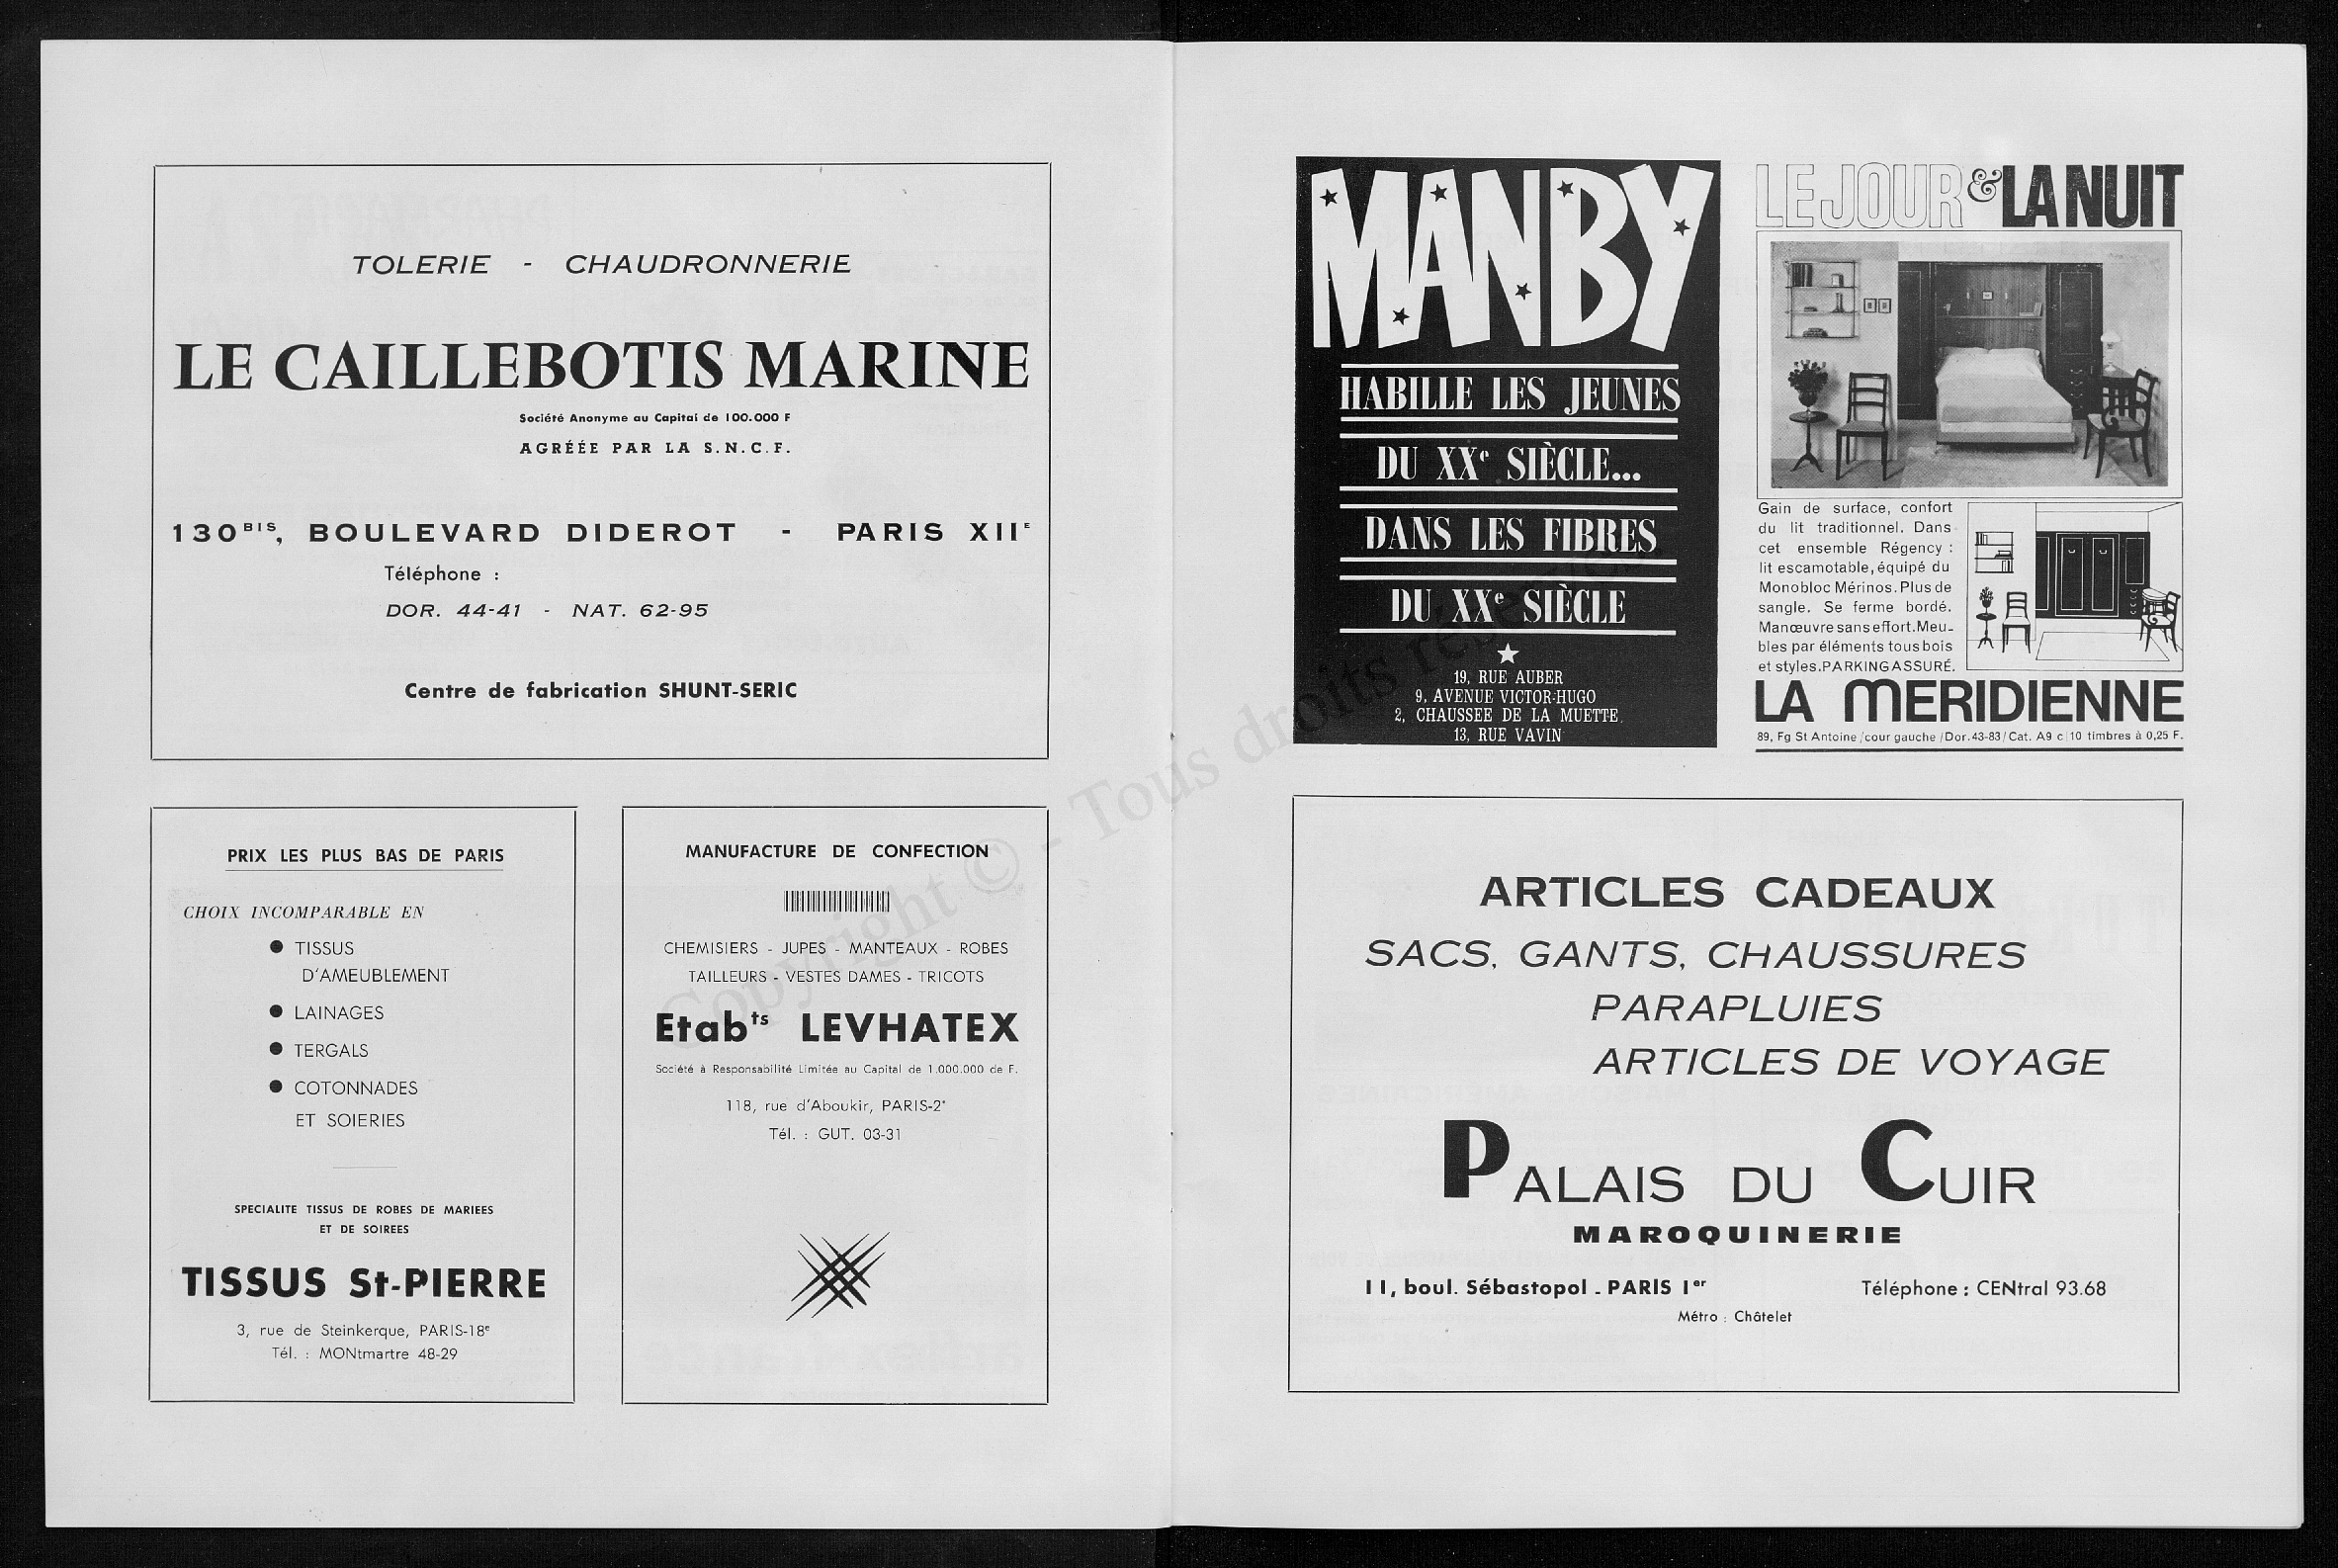 TOLERIE - CHAUDRONNERIE
LE CAILLEBOTIS MARINE
Société Anonyme au Capital de 100.000 F
AGRÉÉE PAR LA S.N.C.F.
130BIS, BOULEVARD DIDEROT - PARIS XIIE
Téléphone :
DOR. 44-41 - NAT. 62-95
Centre de fabrication SHUNT-SERIC
PRIX LES PLUS BAS DE PARIS
CHOIX INCOMPARABLE EN
● TISSUS
D'AMEUBLEMENT
● LAINAGES
● TERGALS
● COTONNADES
ET SOIERIES
SPECIALITE TISSUS DE ROBES DE MARIEES
ET DE SOIREES
TISSUS St-PIERRE
3, rue de Steinkerque, PARIS-18e
Tél. : MONtmartre 48-29
MANUFACTURE DE CONFECTION
CHEMISIERS - JUPES - MANTEAUX - ROBES
TAILLEURS - VESTES DAMES - TRICOTS
Etabts LEVHATEX
Société à Responsabilité Limitée au Capital de 1.000.000 de F.
118, rue d'Aboukir, PARIS-2e
Tél. : GUT. 03-31
MANBY
HABILLE LES JEUNES
DU XXe SIÈCLE...
DANS LES FIBRES
DU XXe SIÈCLE
19, RUE AUBER
9, AVENUE VICTOR-HUGO
2, CHAUSSEE DE LA MUETTE
13, RUE VAVIN
LE JOUR & LA NUIT
Gain de surface, confort
du lit traditionnel. Dans
cet ensemble Régency :
lit escamotable, équipé du
Monobloc Mérinos. Plus de
sangle. Se ferme bordé.
Manœuvre sans effort. Meu-
bles par éléments tous bois
et styles. PARKING ASSURÉ.
LA MERIDIENNE
89, Fg St Antoine / cour gauche / Dor. 43-83 / Cat. A9 c 10 timbres à 0,25 F.
ARTICLES CADEAUX
SACS, GANTS, CHAUSSURES
PARAPLUIES
ARTICLES DE VOYAGE
PALAIS DU CUIR
MAROQUINERIE
11, boul. Sébastopol - PARIS 1er Téléphone : CENtral 93.68
Métro : Châtelet
Copyright © - Tous droits réservés